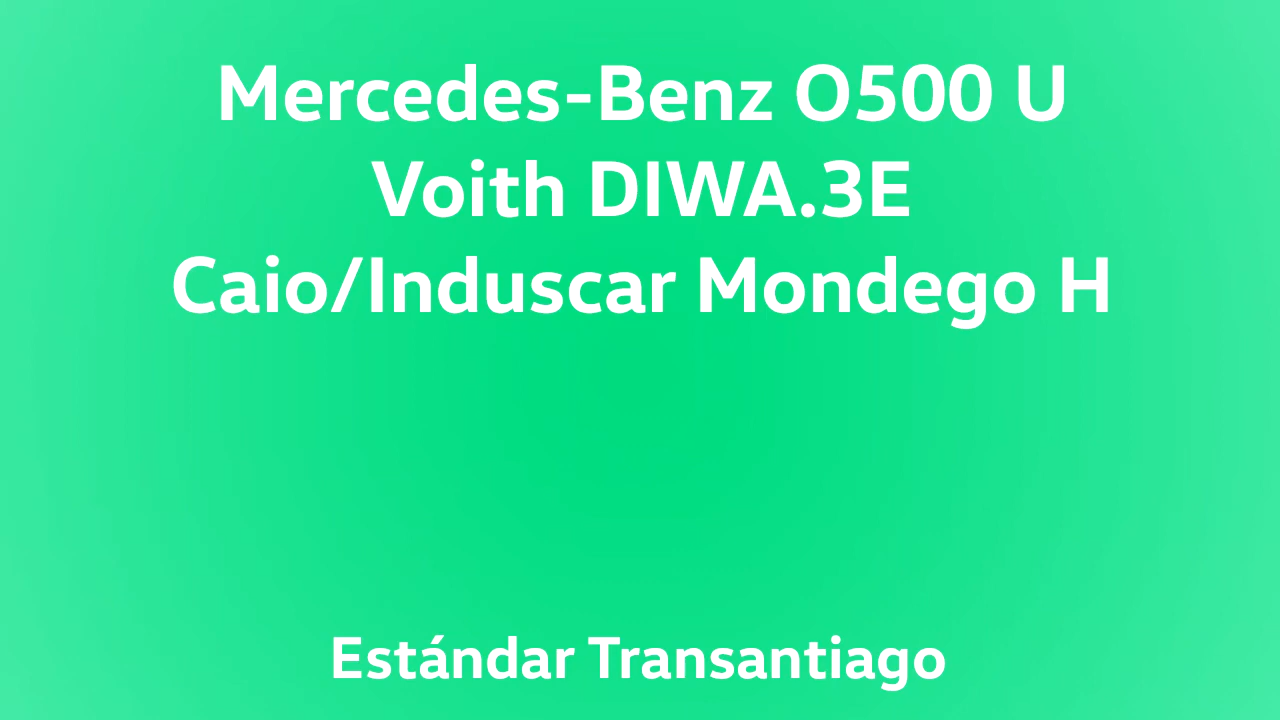 Mercedes-Benz O500 U
Voith DIWA.3E
Caio/Induscar Mondego H
Estándar Transantiago